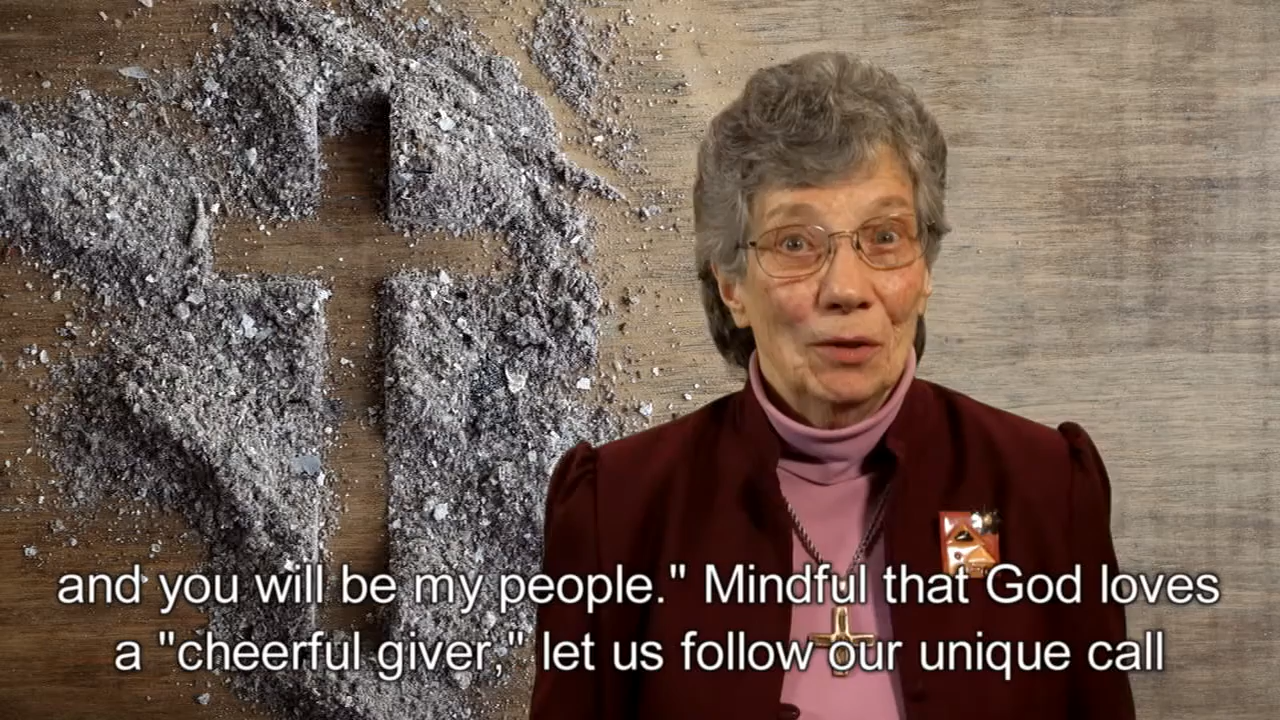 and you will be my people." Mindful that God loves
a "cheerful giver," let us follow our unique call